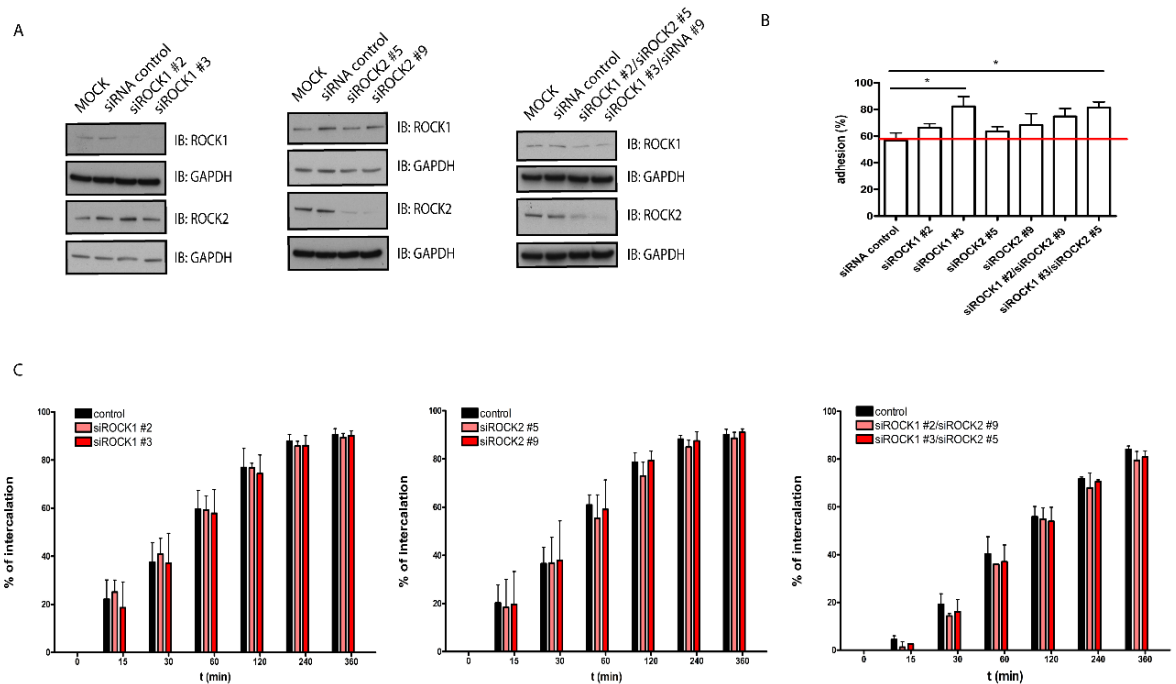 A
MOCK
siRNA control
siROCK1 #2
siROCK1 #3
IB: ROCK1
IB: GAPDH
IB: ROCK2
IB: GAPDH
MOCK
siRNA control
siROCK2 #5
siROCK2 #9
IB: ROCK1
IB: GAPDH
IB: ROCK2
IB: GAPDH
MOCK
siRNA control
siROCK1 #2/siROCK2 #5
siROCK1 #3/siRNA #9
IB: ROCK1
IB: GAPDH
IB: ROCK2
IB: GAPDH
B
*
*
adhesion (%)
100
80
60
40
20
0
siRNA control
siROCK1 #2
siROCK1 #3
siROCK2 #5
siROCK2 #9
siROCK1 #2/siROCK2 #9
siROCK1 #3/siROCK2 #5
C
control
siROCK1 #2
siROCK1 #3
% of intercalation
100
80
60
40
20
0
0 15 30 60 120 240 360
t (min)
control
siROCK2 #5
siROCK2 #9
% of intercalation
100
80
60
40
20
0
0 15 30 60 120 240 360
t (min)
control
siROCK1 #2/siROCK2 #9
siROCK1 #3/siROCK2 #5
% of intercalation
100
80
60
40
20
0
0 15 30 60 120 240 360
t (min)